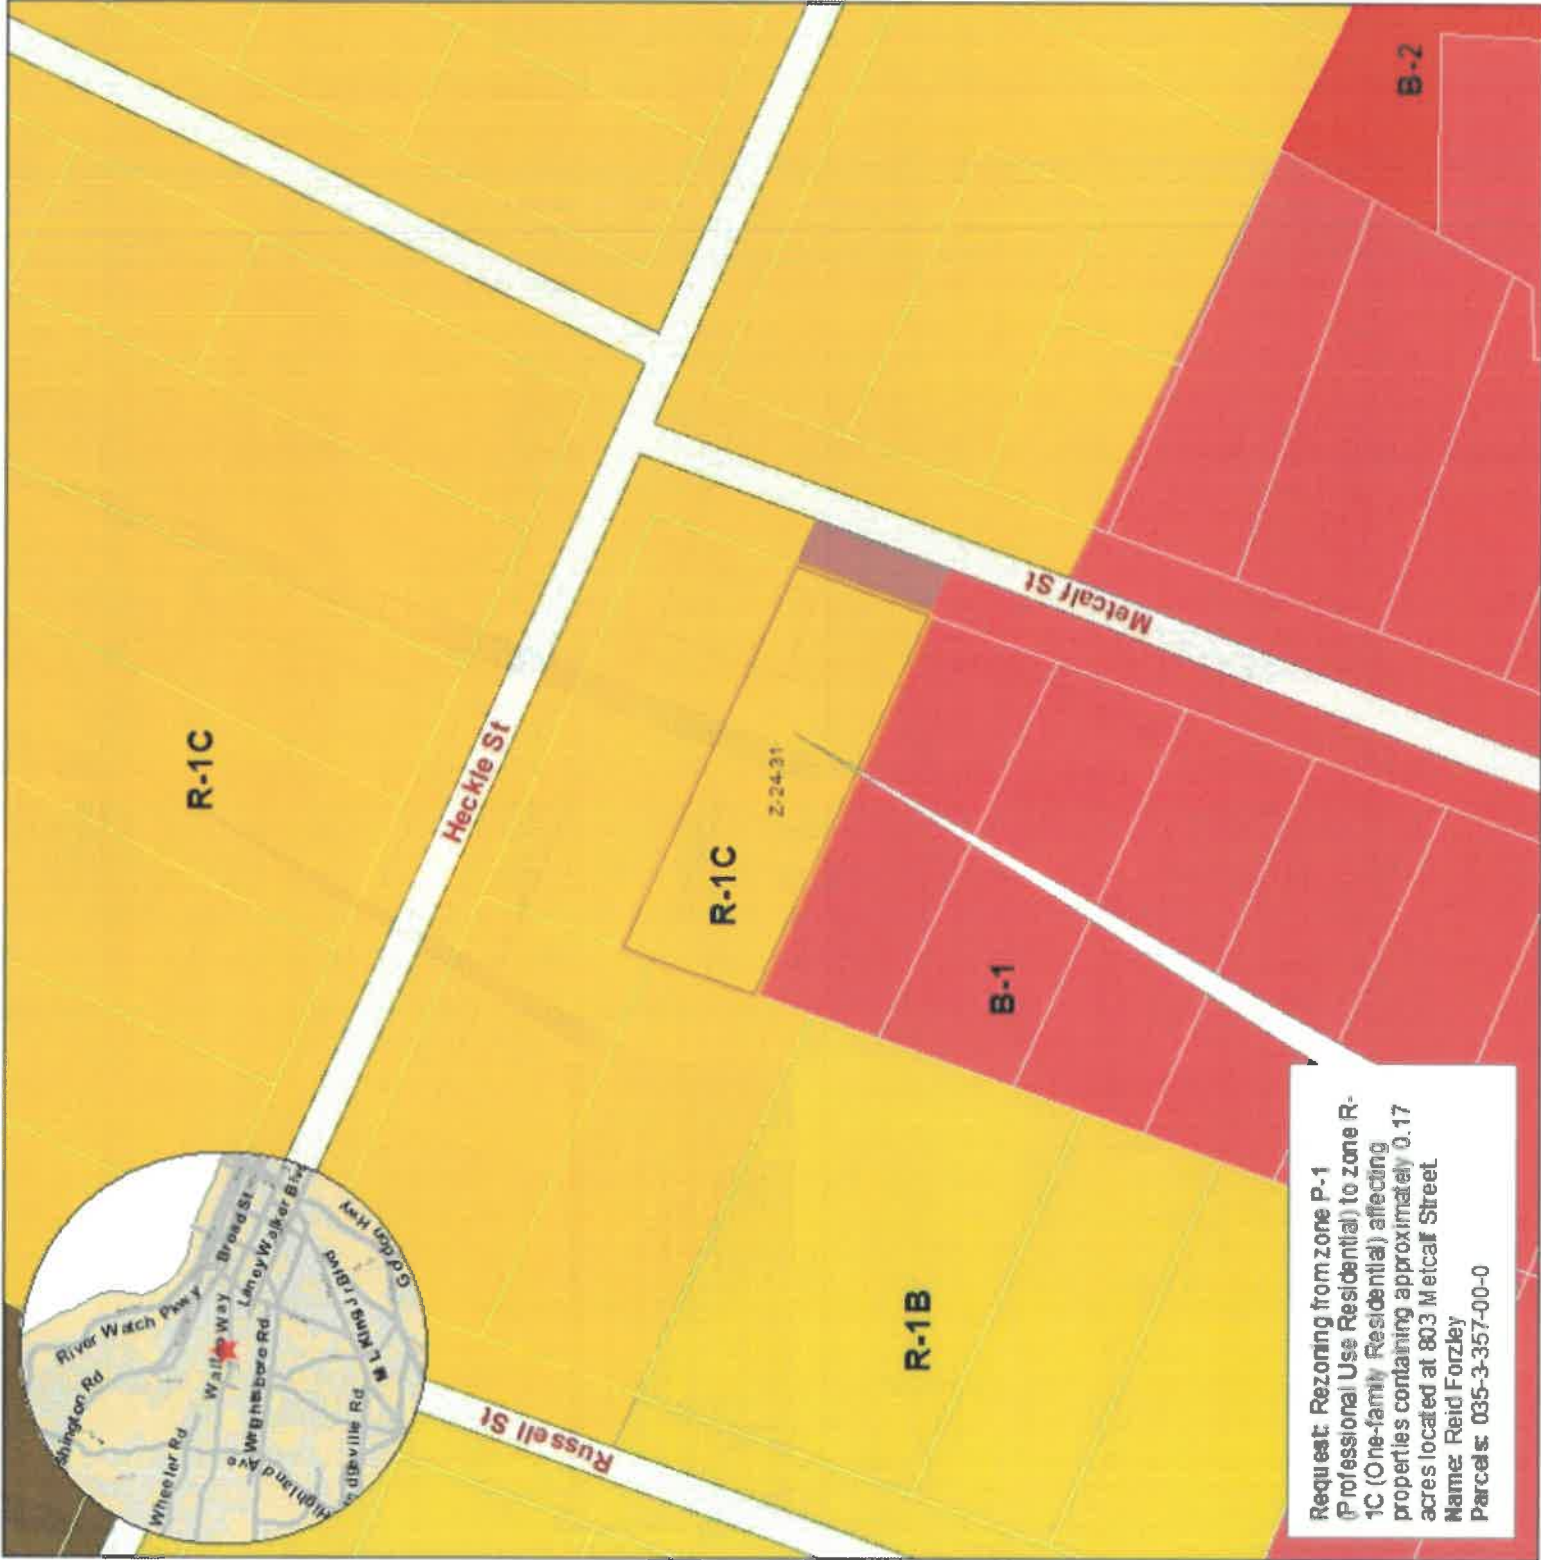 River Watch Pkwy
Washington Rd
Broad St
Walton Way
Laney Walker Blvd
Wheeler Rd
Wrightsboro Rd
Highland Ave
M L King Jr Blvd
Gordon Hwy
R-1C
Heckle St
Russell St
R-1C
Z-24-31
Metcalf St
B-2
B-1
R-1B
Request: Rezoning from zone P-1
(Professional Use Residential) to zone R-
1C (One-family Residential) affecting
properties containing approximately 0.17
acres located at 803 Metcalf Street.
Name: Reid Forzley
Parcels: 035-3-357-00-0